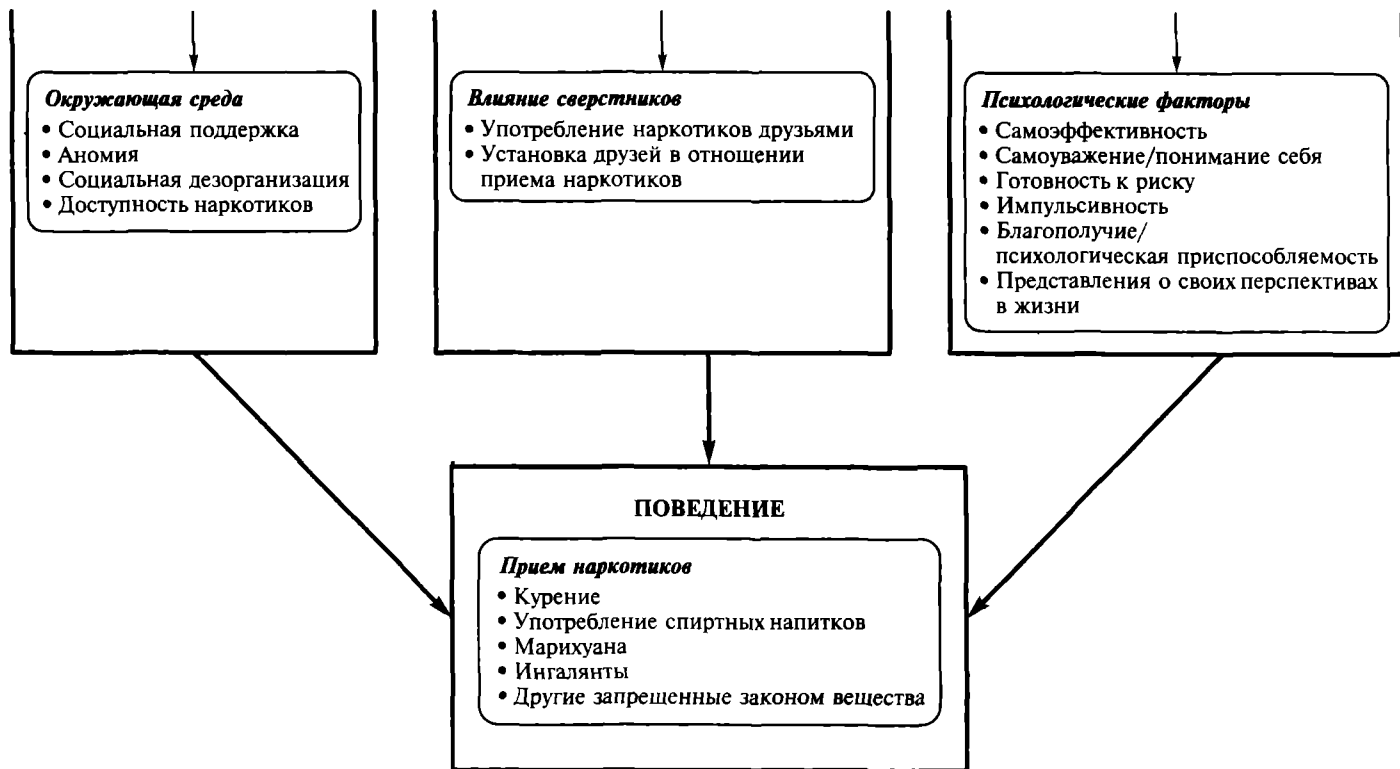 Окружающая среда
• Социальная поддержка
• Аномия
• Социальная дезорганизация
• Доступность наркотиков
Влияние сверстников
• Употребление наркотиков друзьями
• Установка друзей в отношении
приема наркотиков
Психологические факторы
• Самоэффективность
• Самоуважение/понимание себя
• Готовность к риску
• Импульсивность
• Благополучие/
психологическая приспособляемость
• Представления о своих перспективах
в жизни
ПОВЕДЕНИЕ
Прием наркотиков
• Курение
• Употребление спиртных напитков
• Марихуана
• Ингалянты
• Другие запрещенные законом вещества